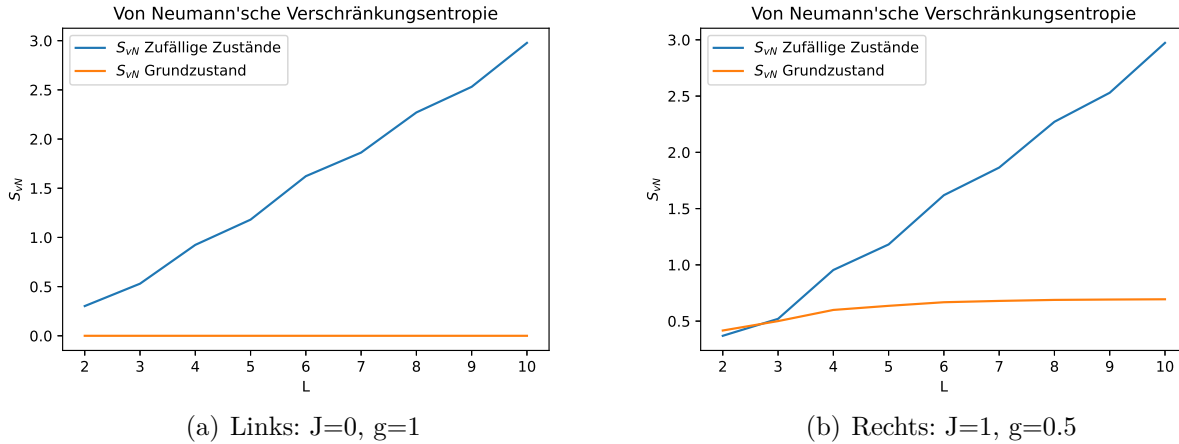 Von Neumann'sche Verschränkungsentropie
S_vN Zufällige Zustände
S_vN Grundzustand
3.0
2.5
2.0
1.5
1.0
0.5
0.0
S_vN
2 3 4 5 6 7 8 9 10
L
(a) Links: J=0, g=1
Von Neumann'sche Verschränkungsentropie
S_vN Zufällige Zustände
S_vN Grundzustand
3.0
2.5
2.0
1.5
1.0
0.5
S_vN
2 3 4 5 6 7 8 9 10
L
(b) Rechts: J=1, g=0.5